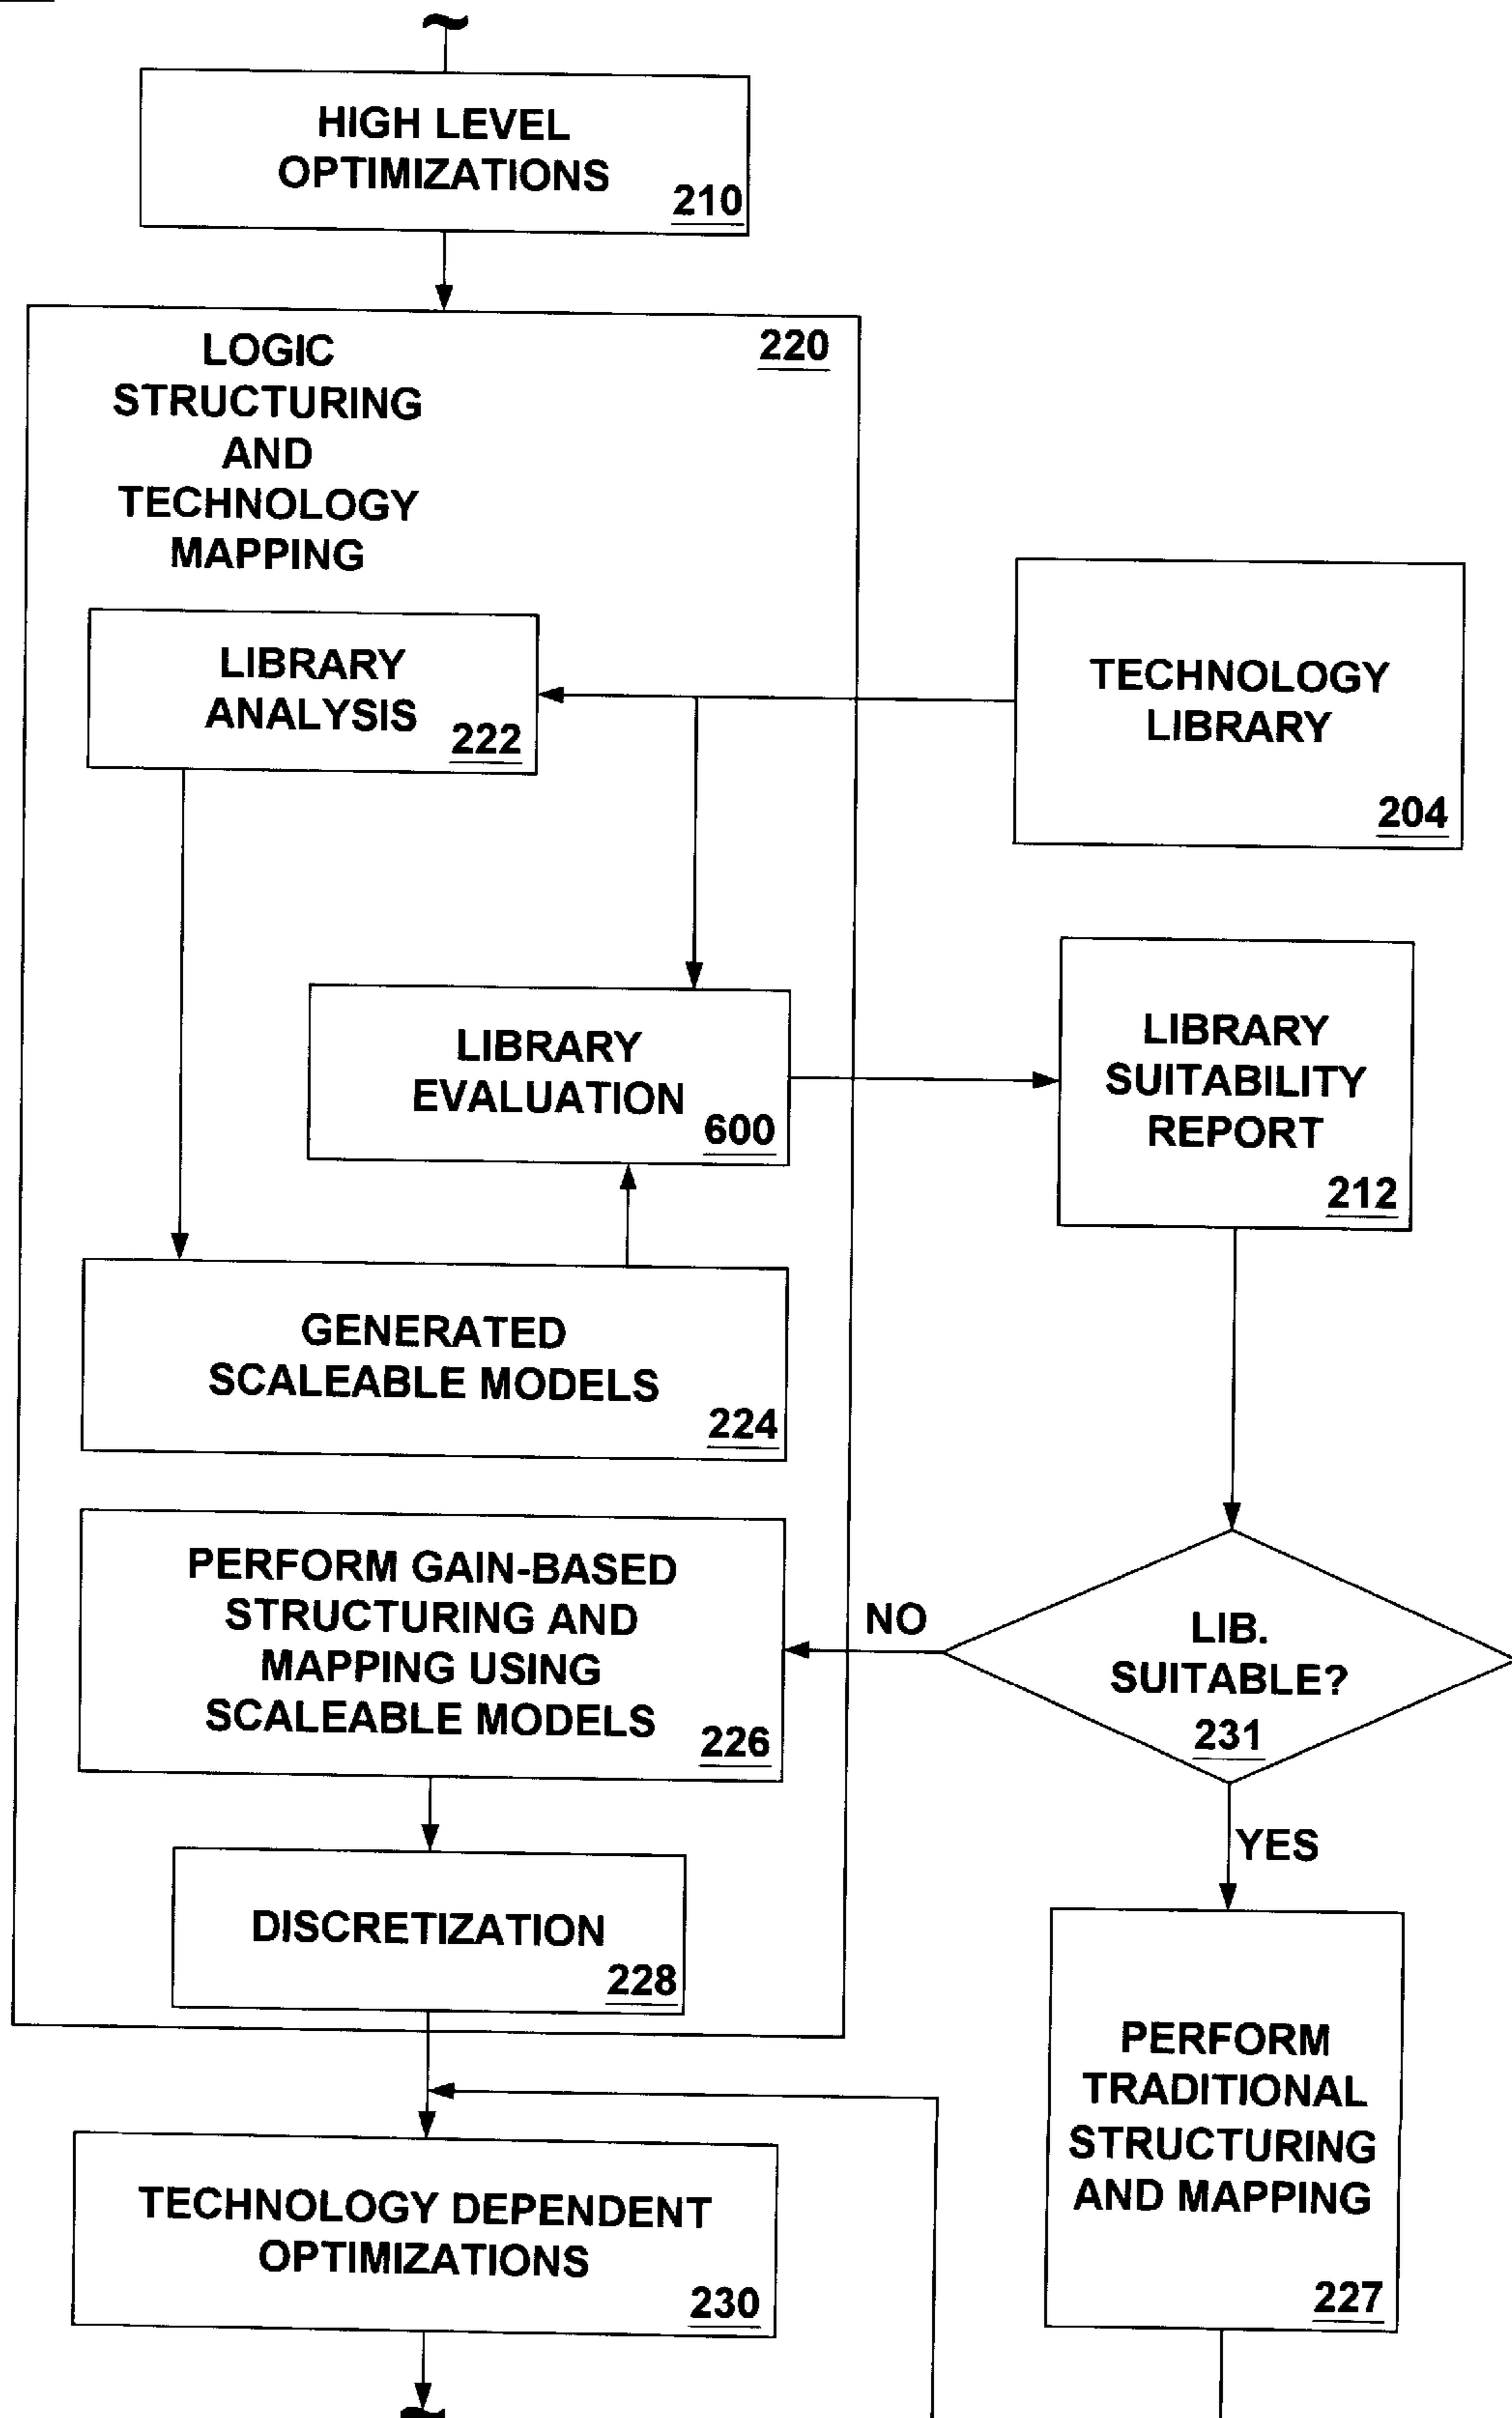 HIGH LEVEL
OPTIMIZATIONS
210
220
LOGIC
STRUCTURING
AND
TECHNOLOGY
MAPPING
LIBRARY
ANALYSIS
222
TECHNOLOGY
LIBRARY
204
LIBRARY
EVALUATION
600
LIBRARY
SUITABILITY
REPORT
212
GENERATED
SCALEABLE MODELS
224
PERFORM GAIN-BASED
STRUCTURING AND
MAPPING USING
SCALEABLE MODELS
226
NO
LIB.
SUITABLE?
231
YES
DISCRETIZATION
228
PERFORM
TRADITIONAL
STRUCTURING
AND MAPPING
227
TECHNOLOGY DEPENDENT
OPTIMIZATIONS
230